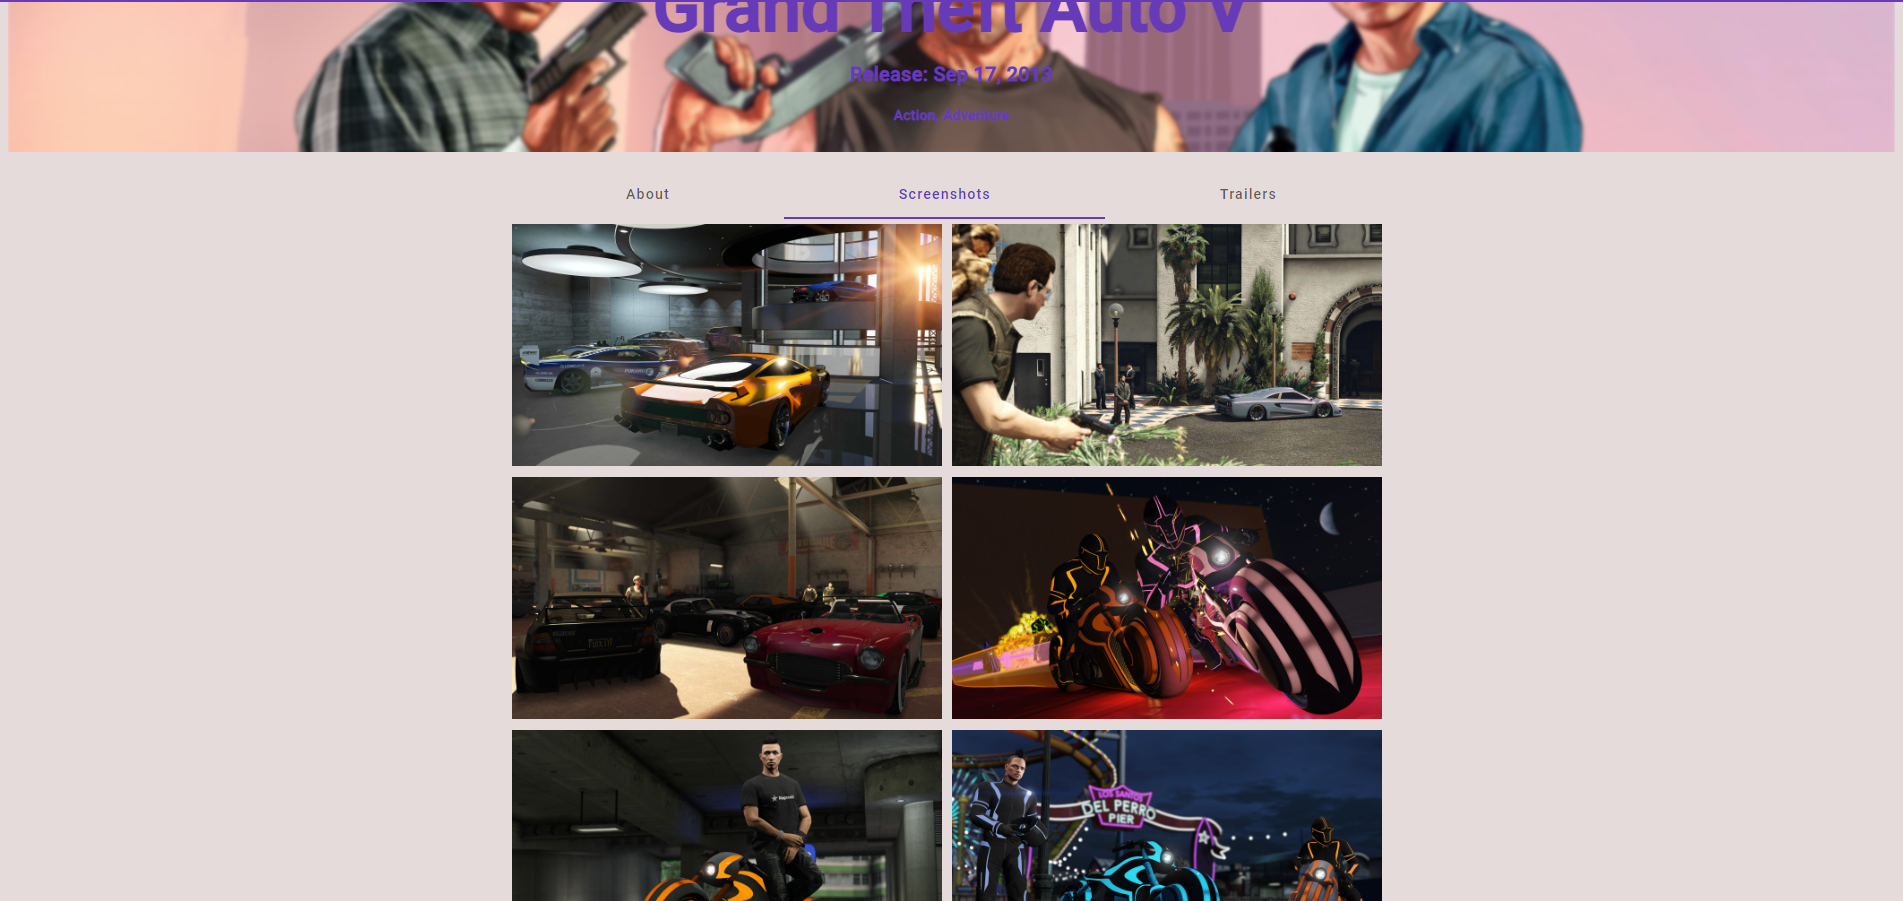 Grand Theft Auto V
Release: Sep 17, 2013
Action, Adventure
About
Screenshots
Trailers
LOS SANTOS
DEL PERRO
PIER